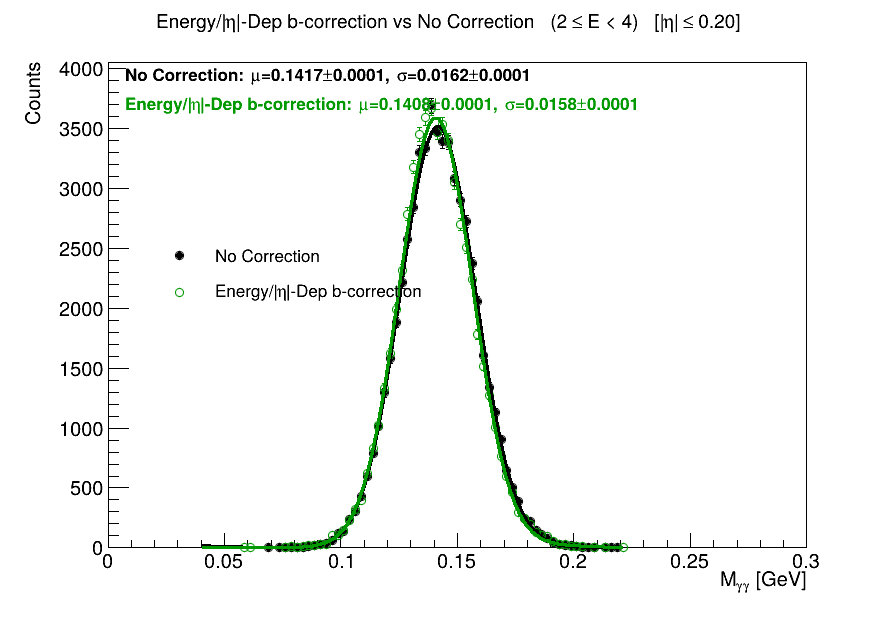 Energy/|η|-Dep b-correction vs No Correction (2 ≤ E < 4) [|η| ≤ 0.20]
Counts
No Correction: μ=0.1417±0.0001, σ=0.0162±0.0001
Energy/|η|-Dep b-correction: μ=0.1408±0.0001, σ=0.0158±0.0001
No Correction
Energy/|η|-Dep b-correction
4000
3500
3000
2500
2000
1500
1000
500
0
0 0.05 0.1 0.15 0.2 0.25 0.3
Mγγ [GeV]